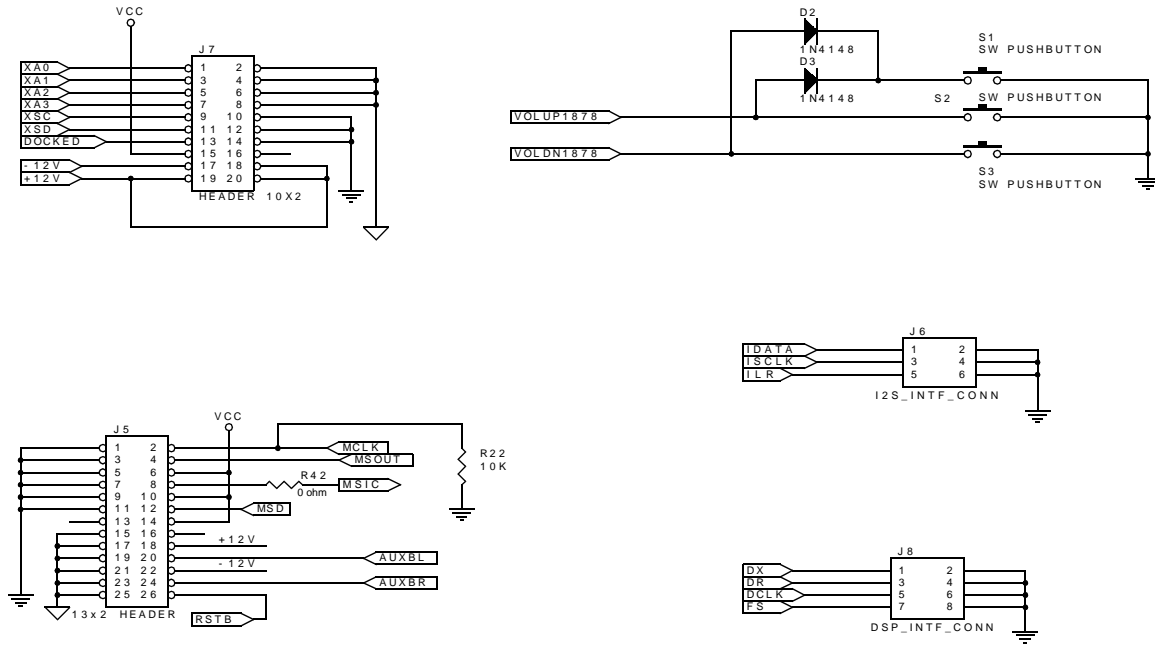 VCC
J7
XA0
XA1
XA2
XA3
XSC
XSD
DOCKED
-12V
+12V
1 2
3 4
5 6
7 8
9 10
11 12
13 14
15 16
17 18
19 20
HEADER 10X2
D2
1N4148
D3
1N4148
S1
SW PUSHBUTTON
S2 SW PUSHBUTTON
VOLUP1878
VOLDN1878
S3
SW PUSHBUTTON
J6
IDATA 1 2
ISCLK 3 4
ILR 5 6
I2S_INTF_CONN
VCC
J5
1 2 MCLK
3 4 MSOUT
5 6
7 8 R42 MSIC
0 ohm
9 10
11 12 MSD
13 14
15 16
17 18 +12V
19 20 AUXBL
21 22 -12V
23 24 AUXBR
25 26
13x2 HEADER
RSTB
R22
10K
J8
DX 1 2
DR 3 4
DCLK 5 6
FS 7 8
DSP_INTF_CONN